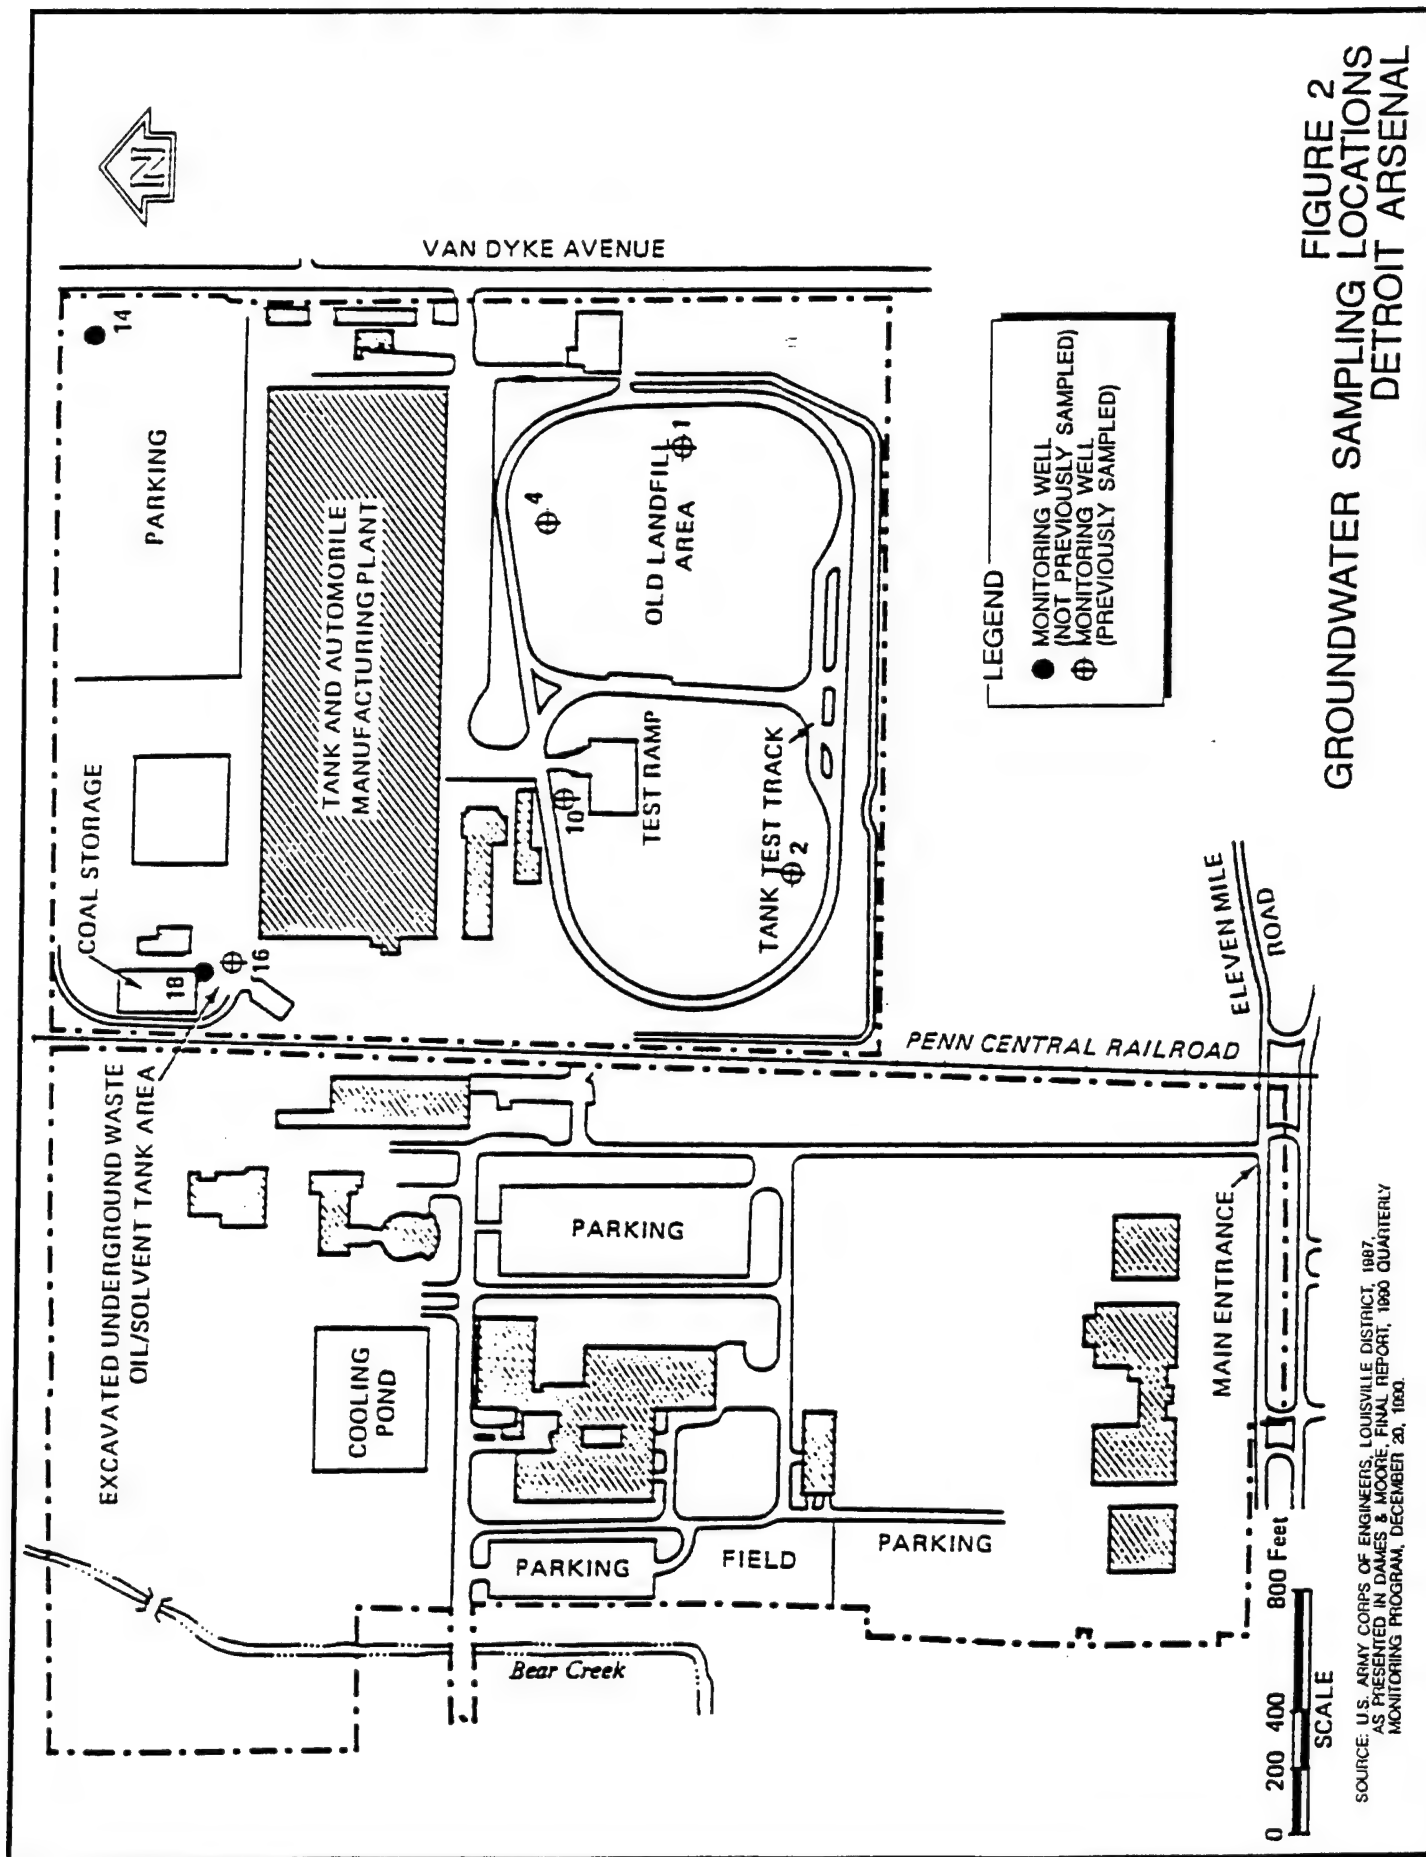 N
VAN DYKE AVENUE
14
PARKING
TANK AND AUTOMOBILE
MANUFACTURING PLANT
COAL STORAGE
18
16
4
1
OLD LANDFILL
AREA
10
TEST RAMP
TANK TEST TRACK
2
EXCAVATED UNDERGROUND WASTE
OIL/SOLVENT TANK AREA
PENN CENTRAL RAILROAD
ELEVEN MILE
ROAD
COOLING
POND
PARKING
PARKING
FIELD
PARKING
MAIN ENTRANCE
Bear Creek
LEGEND
MONITORING WELL
(NOT PREVIOUSLY SAMPLED)
MONITORING WELL
(PREVIOUSLY SAMPLED)
0 200 400 800 Feet
SCALE
SOURCE: U.S. ARMY CORPS OF ENGINEERS, LOUISVILLE DISTRICT, 1987,
AS PRESENTED IN DAMES & MOORE, FINAL REPORT, 1990 QUARTERLY
MONITORING PROGRAM, DECEMBER 20, 1990.
FIGURE 2
GROUNDWATER SAMPLING LOCATIONS
DETROIT ARSENAL